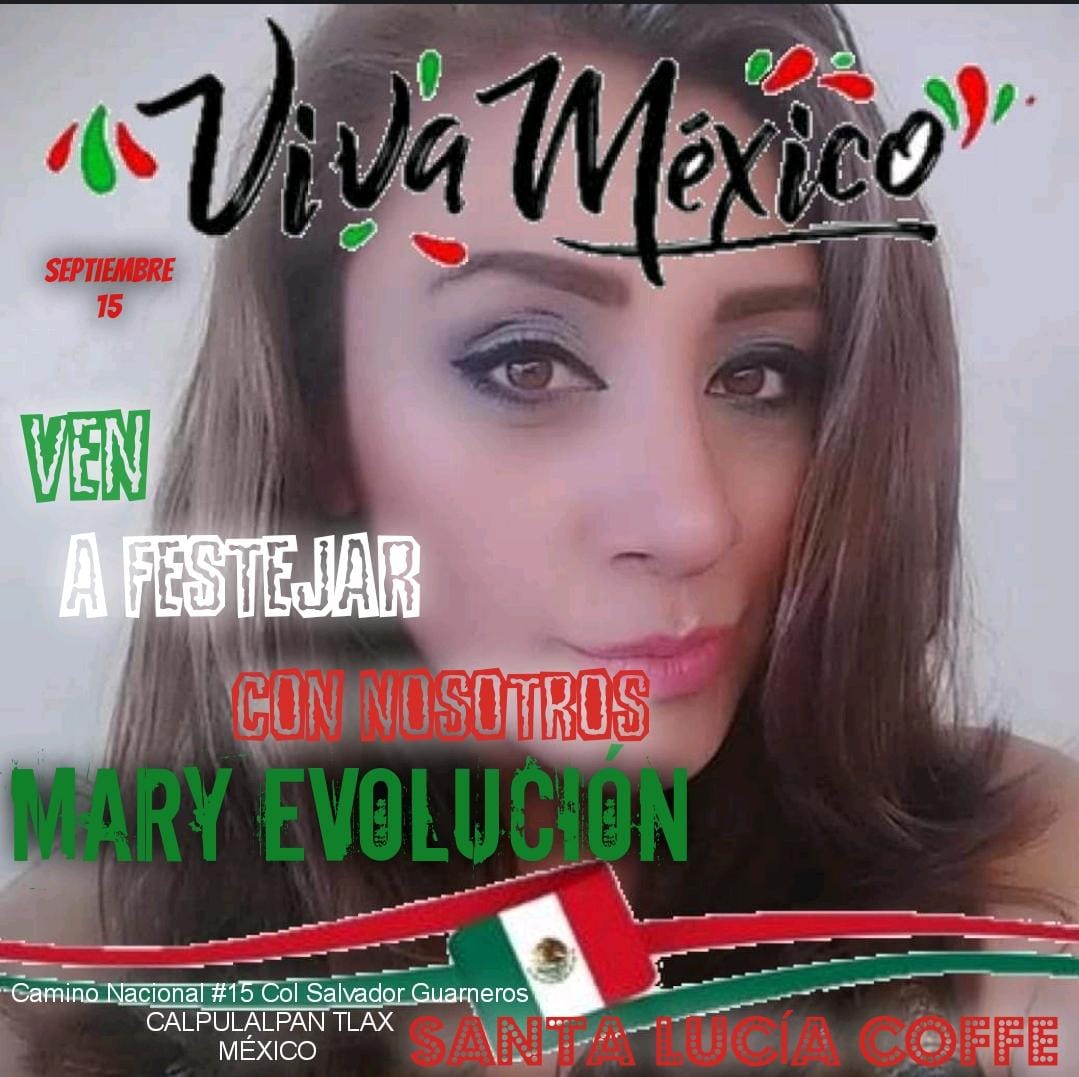 Viva México
SEPTIEMBRE
15
VEN
A FESTEJAR
CON NOSOTROS
MARY EVOLUCIÓN
Camino Nacional #15 Col Salvador Guarneros
CALPULALPAN TLAX
MÉXICO
SANTA LUCÍA COFFE